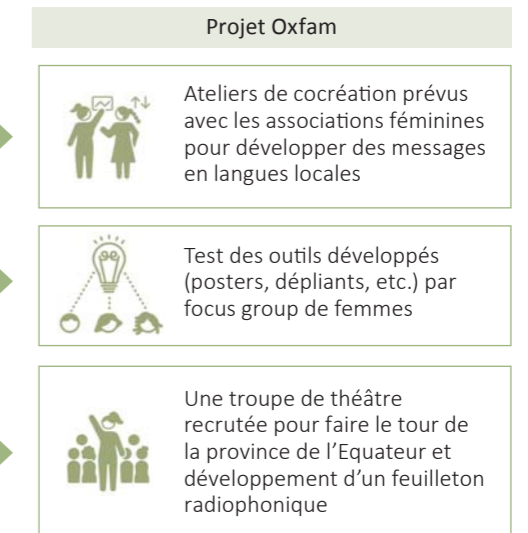 Projet Oxfam
Ateliers de cocréation prévus
avec les associations féminines
pour développer des messages
en langues locales
Test des outils développés
(posters, dépliants, etc.) par
focus group de femmes
Une troupe de théâtre
recrutée pour faire le tour de
la province de l’Equateur et
développement d’un feuilleton
radiophonique